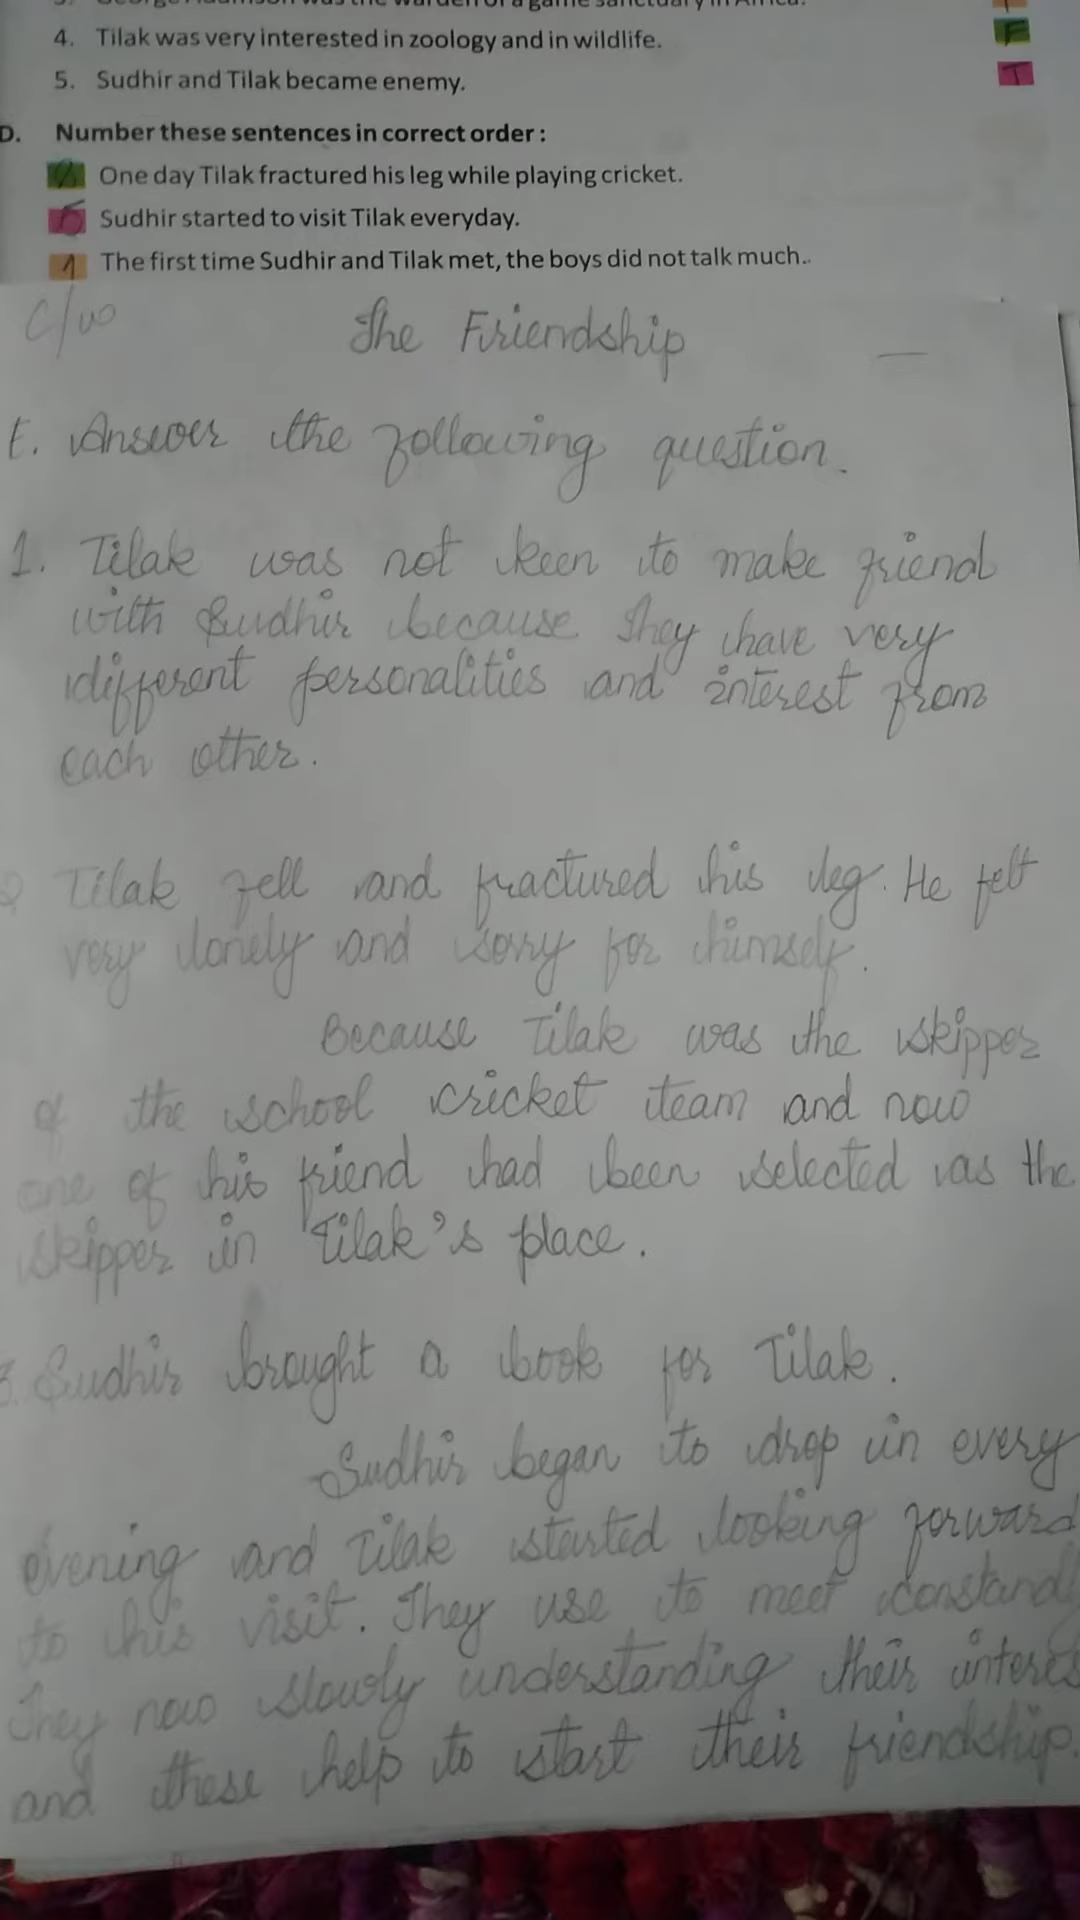 4. Tilak was very interested in zoology and in wildlife. F
5. Sudhir and Tilak became enemy. T
D. Number these sentences in correct order :
One day Tilak fractured his leg while playing cricket.
Sudhir started to visit Tilak everyday.
1 The first time Sudhir and Tilak met, the boys did not talk much..
C/w
The Friendship
E. Answer the following question.
1. Tilak was not keen to make friend
with Sudhir because they have very
different personalities and interest from
each other.
Tilak fell and fractured his leg. He felt
very lonely and sorry for himself.
Because Tilak was the skipper
of the school cricket team and now
one of his friend had been selected as the
skipper in Tilak's place.
3. Sudhir brought a book for Tilak.
Sudhir began to drop in every
evening and Tilak started looking forward
to his visit. They use to meet
They now slowly understanding their
and these help to start their friendship.